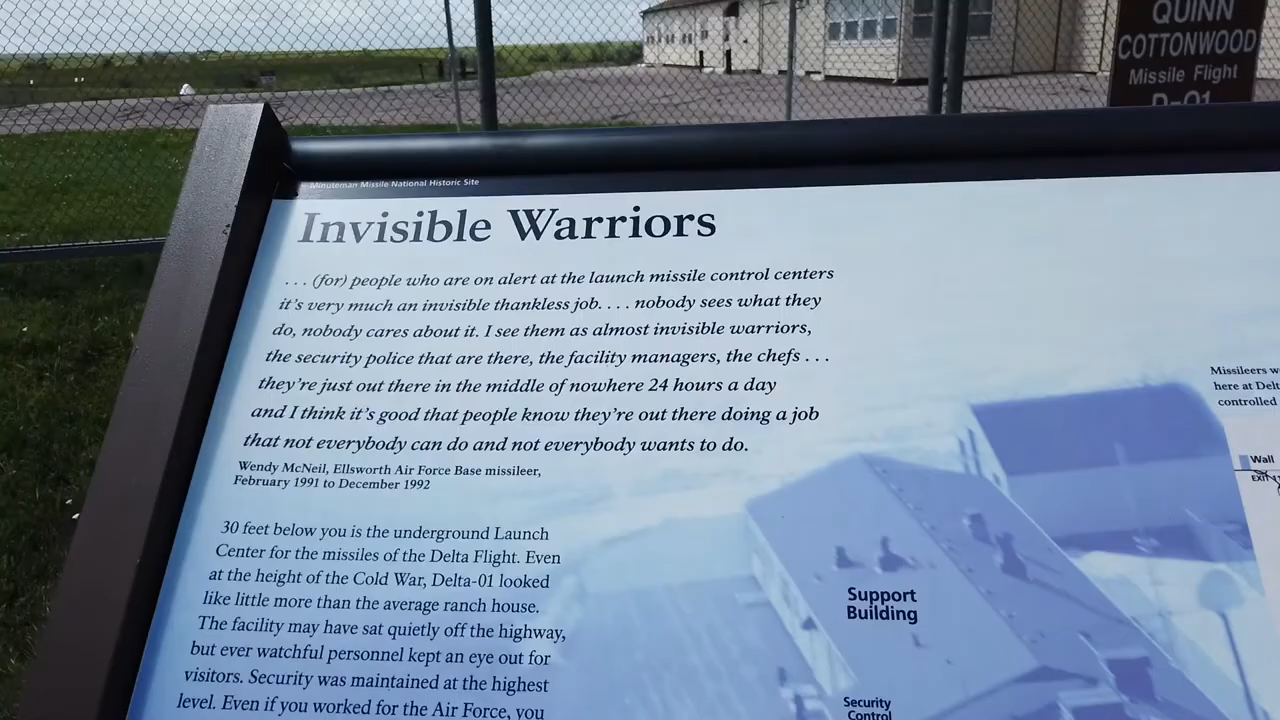 QUINN
COTTONWOOD
Missile Flight
D-01
Minuteman Missile National Historic Site
Invisible Warriors
. . . (for) people who are on alert at the launch missile control centers
it's very much an invisible thankless job. . . . nobody sees what they
do, nobody cares about it. I see them as almost invisible warriors,
the security police that are there, the facility managers, the chefs . . .
they're just out there in the middle of nowhere 24 hours a day
and I think it's good that people know they're out there doing a job
that not everybody can do and not everybody wants to do.
Wendy McNeil, Ellsworth Air Force Base missileer,
February 1991 to December 1992
30 feet below you is the underground Launch
Center for the missiles of the Delta Flight. Even
at the height of the Cold War, Delta-01 looked
like little more than the average ranch house.
The facility may have sat quietly off the highway,
but ever watchful personnel kept an eye out for
visitors. Security was maintained at the highest
level. Even if you worked for the Air Force, you
Support
Building
Security
Control
Missileers w
here at Delt
controlled
Wall
EXIT